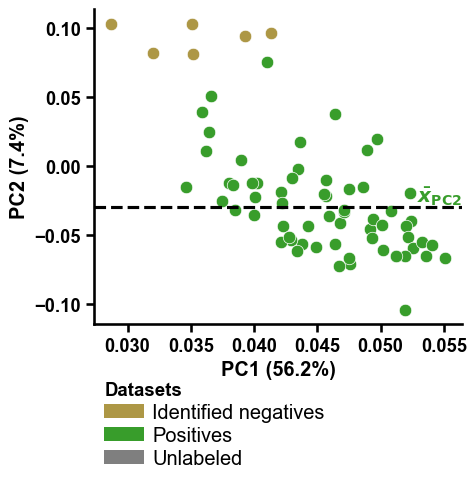 0.10
0.05
0.00
−0.05
−0.10
PC2 (7.4%)
x̄PC2
0.030 0.035 0.040 0.045 0.050 0.055
PC1 (56.2%)
Datasets
Identified negatives
Positives
Unlabeled